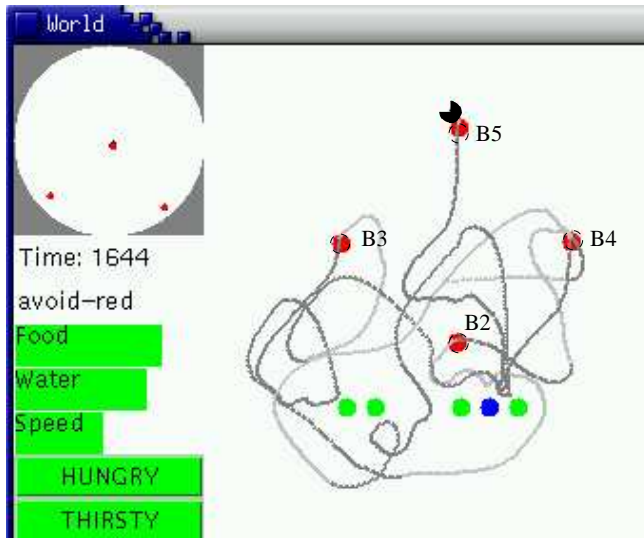 World
B5
B3
B4
Time: 1644
avoid-red
B2
Food
Water
Speed
HUNGRY
THIRSTY